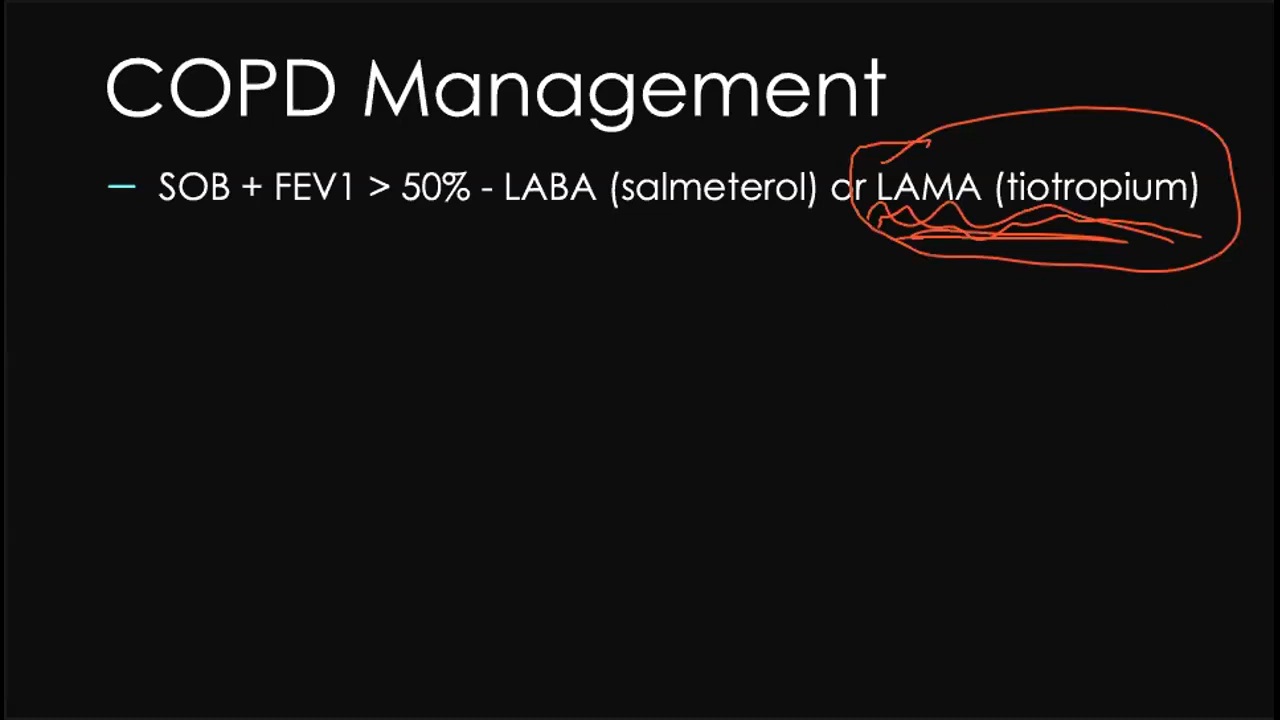 COPD Management
– SOB + FEV1 > 50% - LABA (salmeterol) or LAMA (tiotropium)